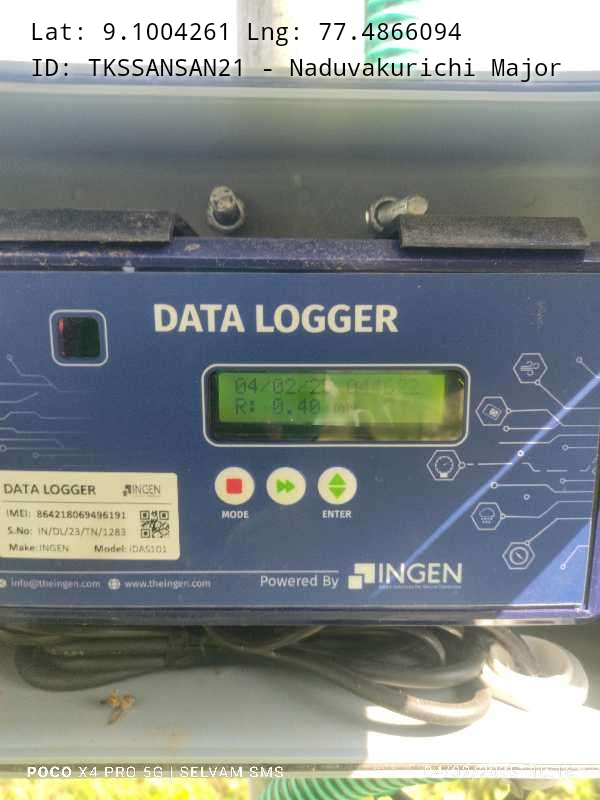 Lat: 9.1004261 Lng: 77.4866094
ID: TKSSANSAN21 - Naduvakurichi Major
DATA LOGGER
R: 0.40
MODE
ENTER
DATA LOGGER
INGEN
IMEI: 864218069496191
S.No: IN/DL/23/TN/1283
Make: INGEN Model: iDAS101
info@theingen.com www.theingen.com
Powered By INGEN
POCO X4 PRO 5G | SELVAM SMS